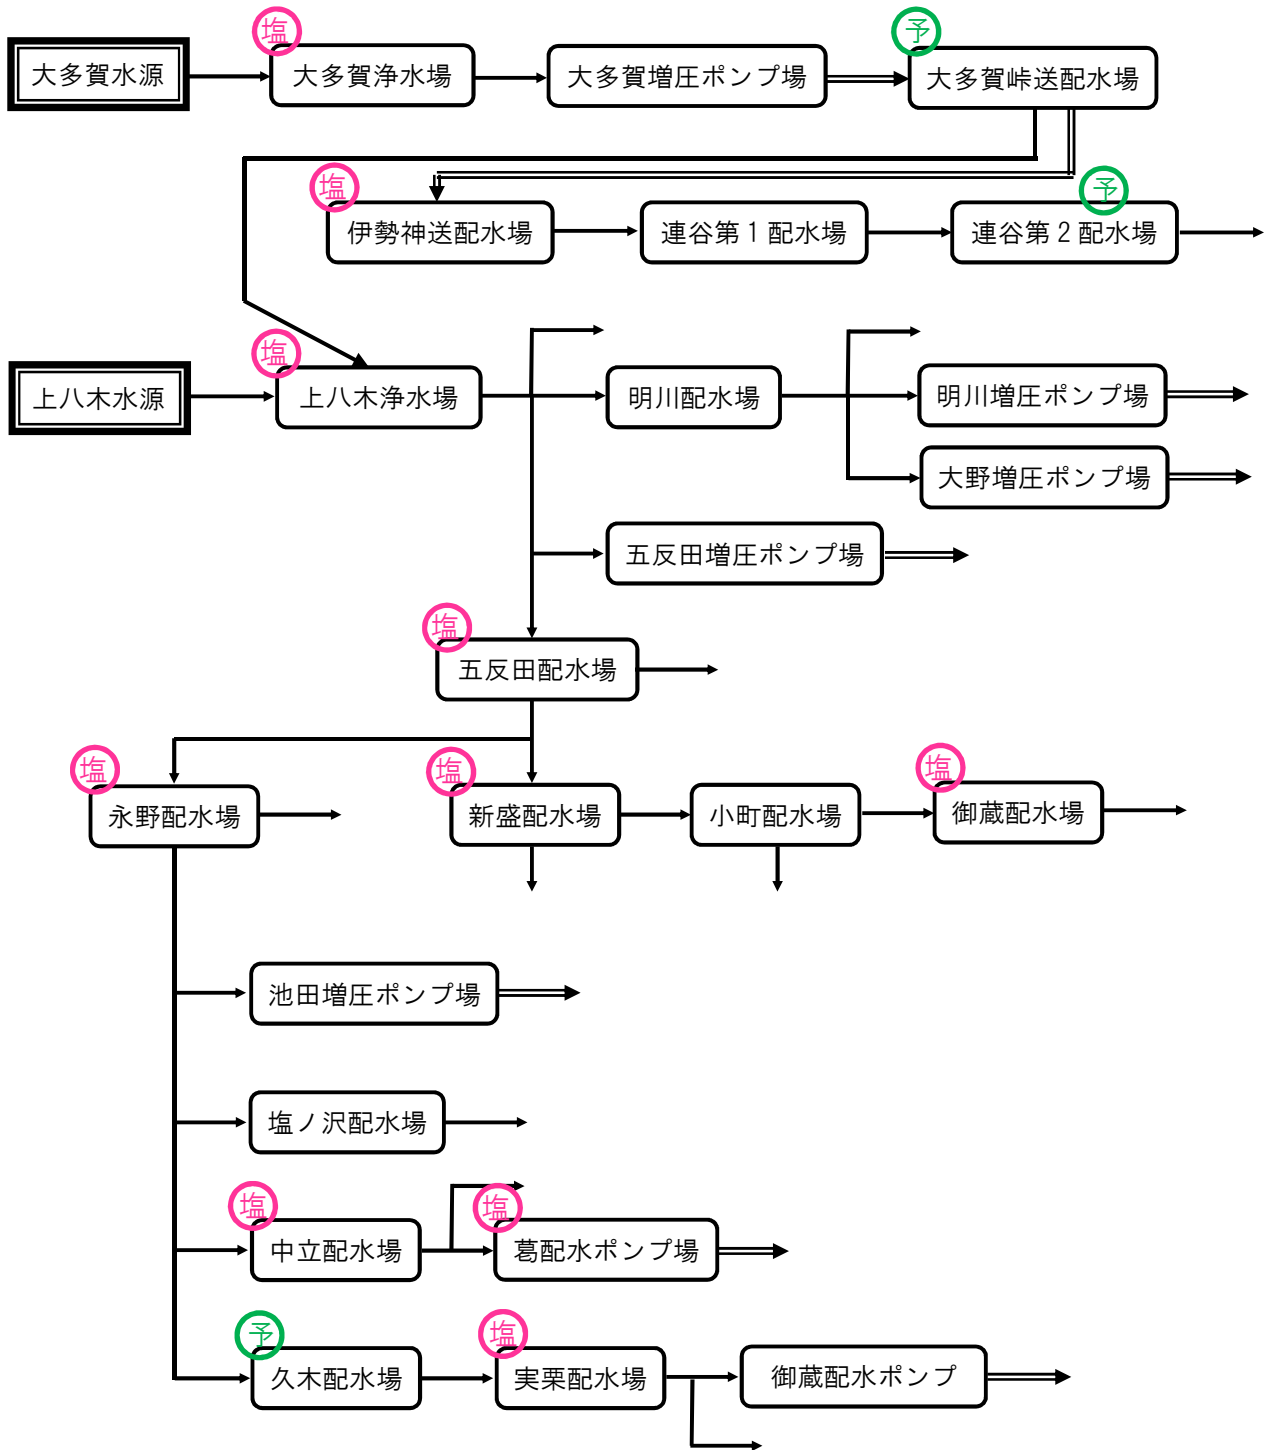 塩
予
大多賀水源
大多賀浄水場
大多賀増圧ポンプ場
大多賀峠送配水場
塩
予
伊勢神送配水場
連谷第1配水場
連谷第2配水場
塩
上八木水源
上八木浄水場
明川配水場
明川増圧ポンプ場
大野増圧ポンプ場
五反田増圧ポンプ場
塩
五反田配水場
塩
塩
塩
永野配水場
新盛配水場
小町配水場
御蔵配水場
池田増圧ポンプ場
塩ノ沢配水場
塩
塩
中立配水場
葛配水ポンプ場
予
塩
久木配水場
実栗配水場
御蔵配水ポンプ